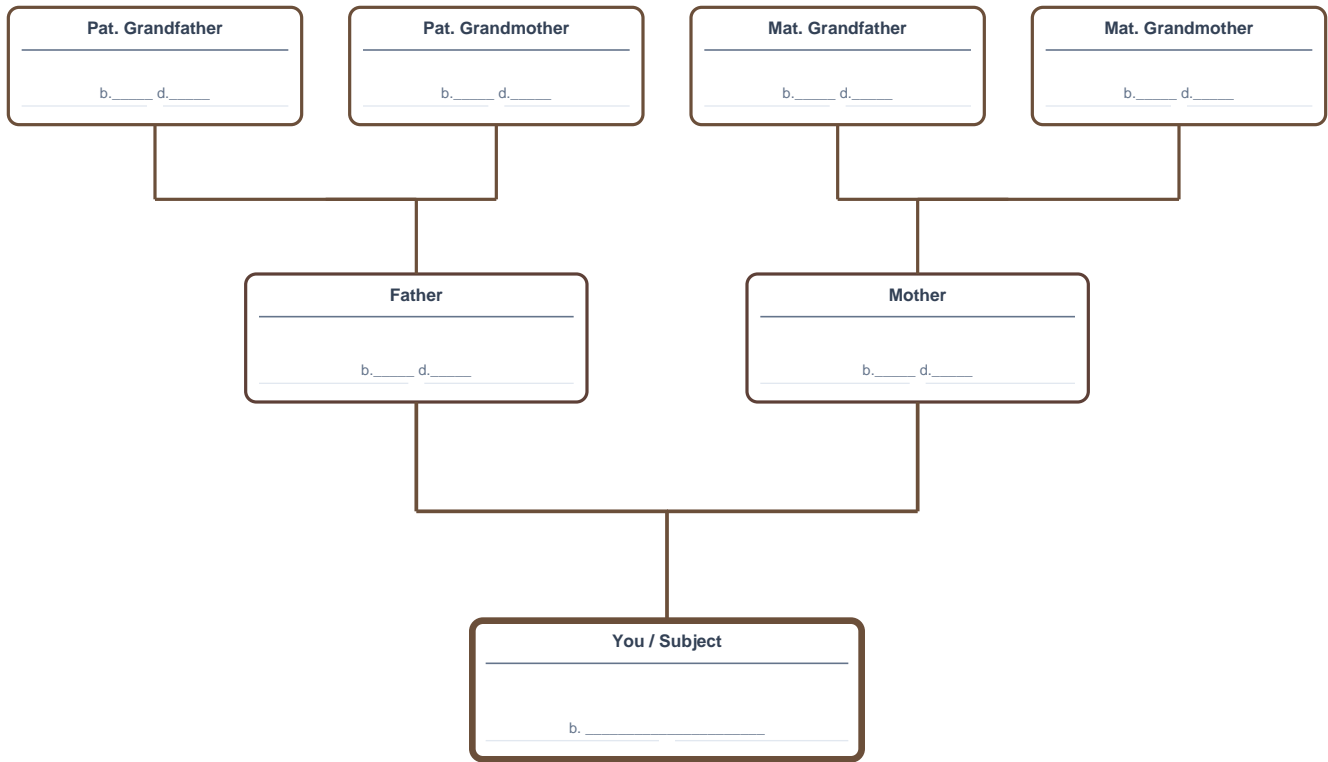 Pat. Grandfather
b._____ d._____
Pat. Grandmother
b._____ d._____
Mat. Grandfather
b._____ d._____
Mat. Grandmother
b._____ d._____
Father
b._____ d._____
Mother
b._____ d._____
You / Subject
b. ______________________